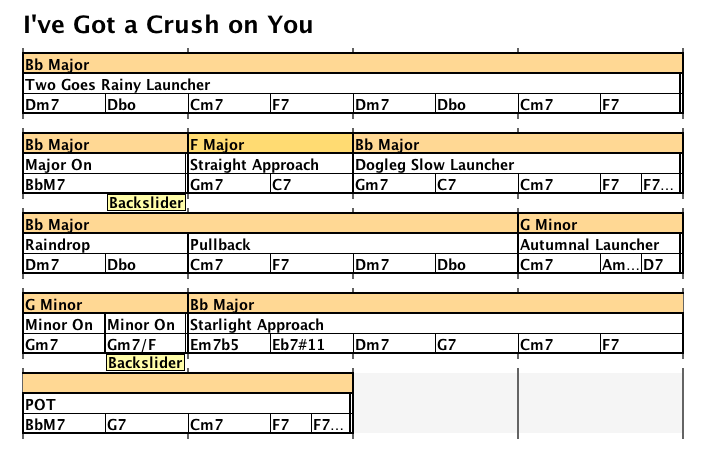 I've Got a Crush on You
Bb Major
Two Goes Rainy Launcher
Dm7 Dbo Cm7 F7 Dm7 Dbo Cm7 F7
Bb Major F Major Bb Major
Major On Straight Approach Dogleg Slow Launcher
BbM7 Gm7 C7 Gm7 C7 Cm7 F7 F7...
Backslider
Bb Major G Minor
Raindrop Pullback Autumnal Launcher
Dm7 Dbo Cm7 F7 Dm7 Dbo Cm7 Am... D7
G Minor Bb Major
Minor On Minor On Starlight Approach
Gm7 Gm7/F Em7b5 Eb7#11 Dm7 G7 Cm7 F7
Backslider
POT
BbM7 G7 Cm7 F7 F7...